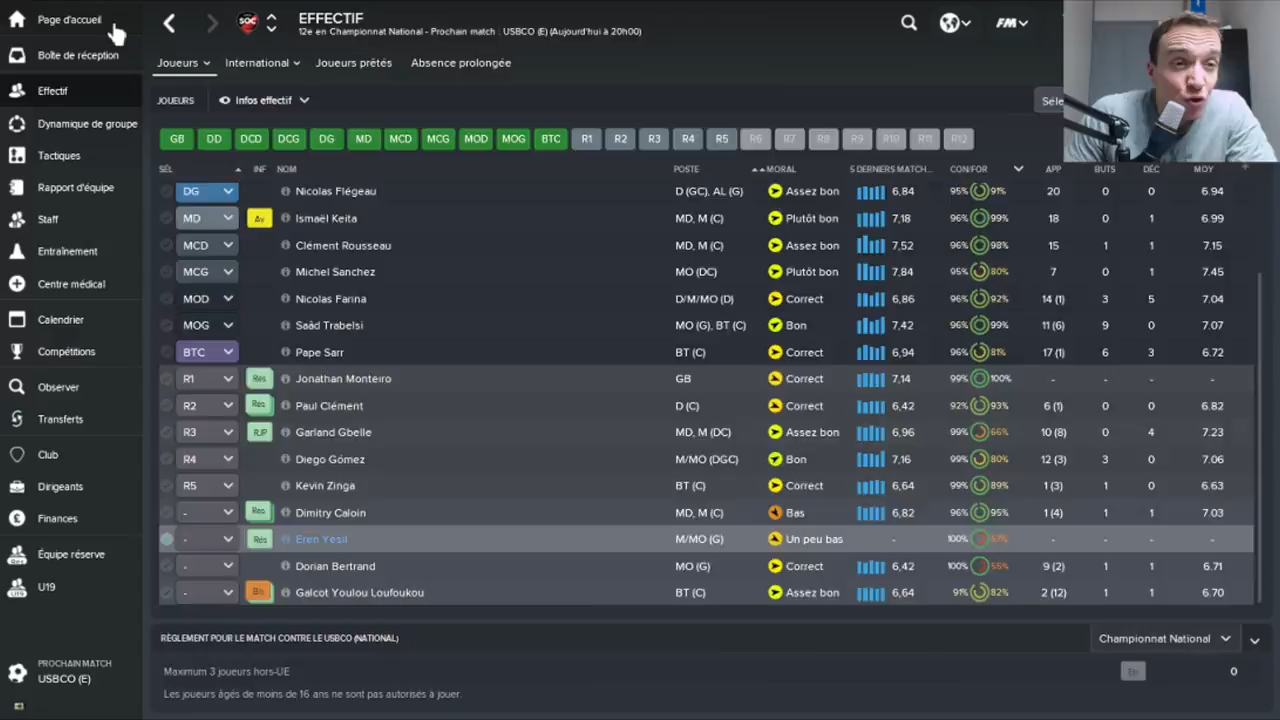 Page d'accueil
Boîte de réception
Effectif
Dynamique de groupe
Tactiques
Rapport d'équipe
Staff
Entraînement
Centre médical
Calendrier
Compétitions
Observer
Transferts
Club
Dirigeants
Finances
Équipe réserve
U19
PROCHAIN MATCH
USBCO (E)
SOC EFFECTIF FM
12e en Championnat National - Prochain match : USBCO (E) (Aujourd'hui à 20h00)
Joueurs International Joueurs prêtés Absence prolongée
JOUEURS Infos effectif Séle
GB DD DCD DCG DG MD MCD MCG MOD MOG BTC R1 R2 R3 R4 R5 R6 R7 R8 R9 R10 R11 R12
SÉL INF NOM POSTE MORAL 5 DERNIERS MATCH... CON FOR APP BUTS DÉC MOY
DG Nicolas Flégeau D (GC), AL (G) Assez bon 6,84 95% 91% 20 0 0 6.94
MD Av Ismaël Keita MD, M (C) Plutôt bon 7,18 96% 99% 18 0 1 6.99
MCD Clément Rousseau MD, M (C) Assez bon 7,52 96% 98% 15 1 1 7.15
MCG Michel Sanchez MO (DC) Plutôt bon 7,84 95% 80% 7 0 1 7.45
MOD Nicolas Farina D/M/MO (D) Correct 6,86 96% 92% 14 (1) 3 5 7.04
MOG Saâd Trabelsi MO (G), BT (C) Bon 7,42 96% 99% 11 (6) 9 0 7.07
BTC Pape Sarr BT (C) Correct 6,94 96% 81% 17 (1) 6 3 6.72
R1 Rés Jonathan Monteiro GB Correct 7,14 99% 100% - - - -
R2 Paul Clément D (C) Correct 6,42 92% 93% 6 (1) 0 0 6.82
R3 RJP Garland Gbelle MD, M (DC) Assez bon 6,96 99% 66% 10 (8) 0 4 7.23
R4 Diego Gómez M/MO (DGC) Bon 7,16 99% 80% 12 (3) 3 0 7.06
R5 Kevin Zinga BT (C) Correct 6,64 99% 89% 1 (3) 1 0 6.63
- Dimitry Caloin MD, M (C) Bas 6,82 96% 95% 1 (4) 1 1 7.03
- Rés Eren Yesil M/MO (G) Un peu bas - 100% - - - -
- Dorian Bertrand MO (G) Correct 6,42 100% 9 (2) 1 1 6.71
- Galcot Youlou Loufoukou BT (C) Assez bon 6,64 91% 82% 2 (12) 1 1 6.70
RÈGLEMENT POUR LE MATCH CONTRE LE USBCO (NATIONAL) Championnat National
Maximum 3 joueurs hors-UE 0
Les joueurs âgés de moins de 16 ans ne sont pas autorisés à jouer.